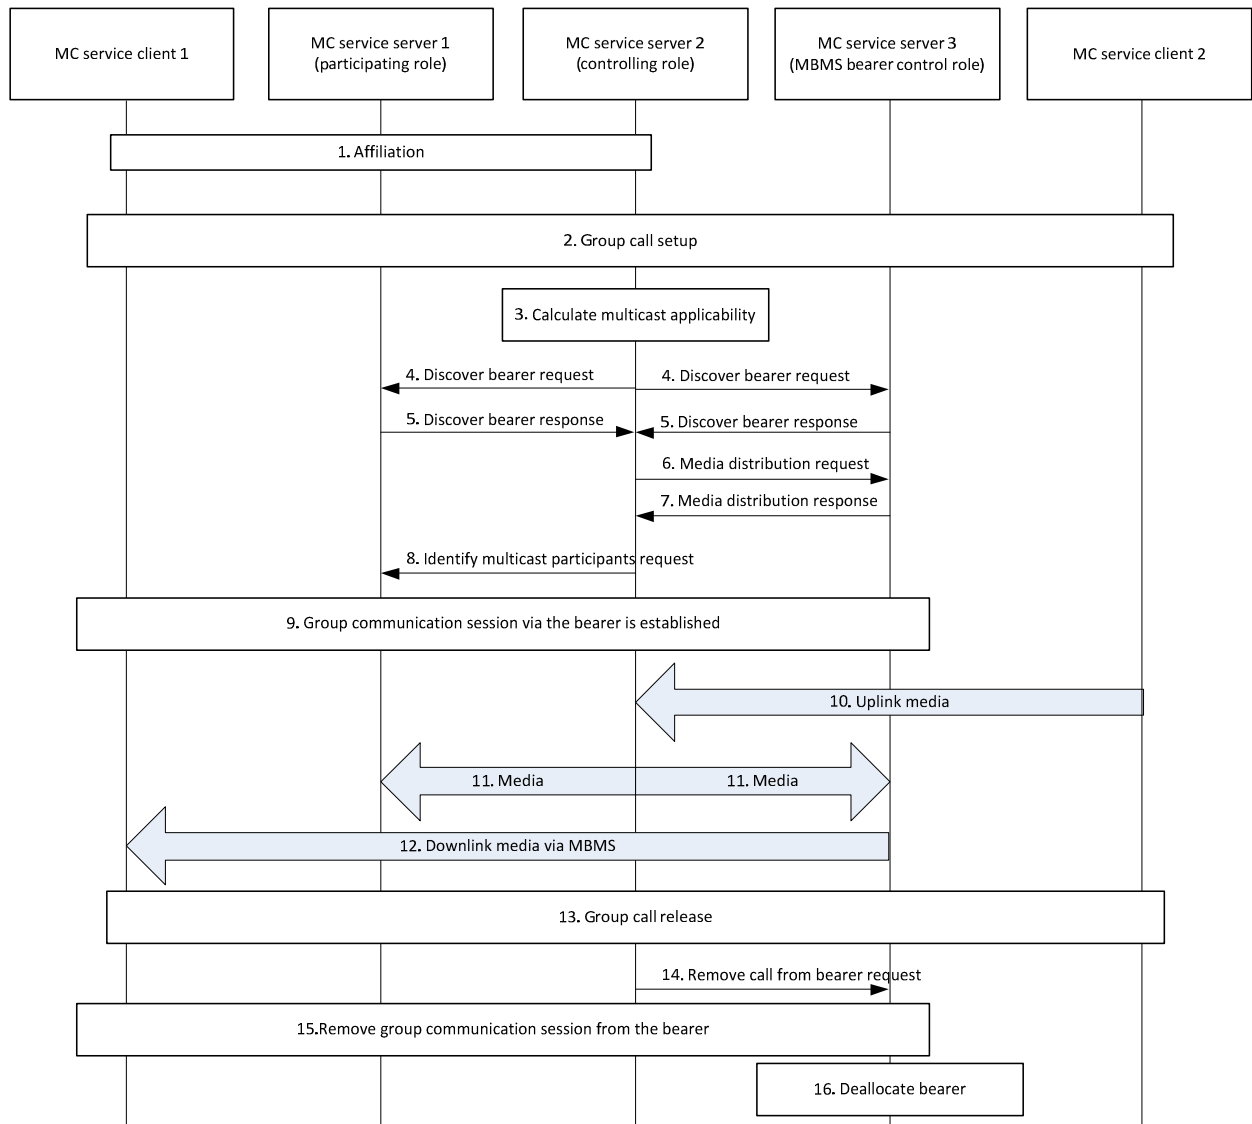 MC service client 1
MC service server 1
(participating role)
MC service server 2
(controlling role)
MC service server 3
(MBMS bearer control role)
MC service client 2
1. Affiliation
2. Group call setup
3. Calculate multicast applicability
4. Discover bearer request
4. Discover bearer request
5. Discover bearer response
5. Discover bearer response
6. Media distribution request
7. Media distribution response
8. Identify multicast participants request
9. Group communication session via the bearer is established
10. Uplink media
11. Media
11. Media
12. Downlink media via MBMS
13. Group call release
14. Remove call from bearer request
15.Remove group communication session from the bearer
16. Deallocate bearer